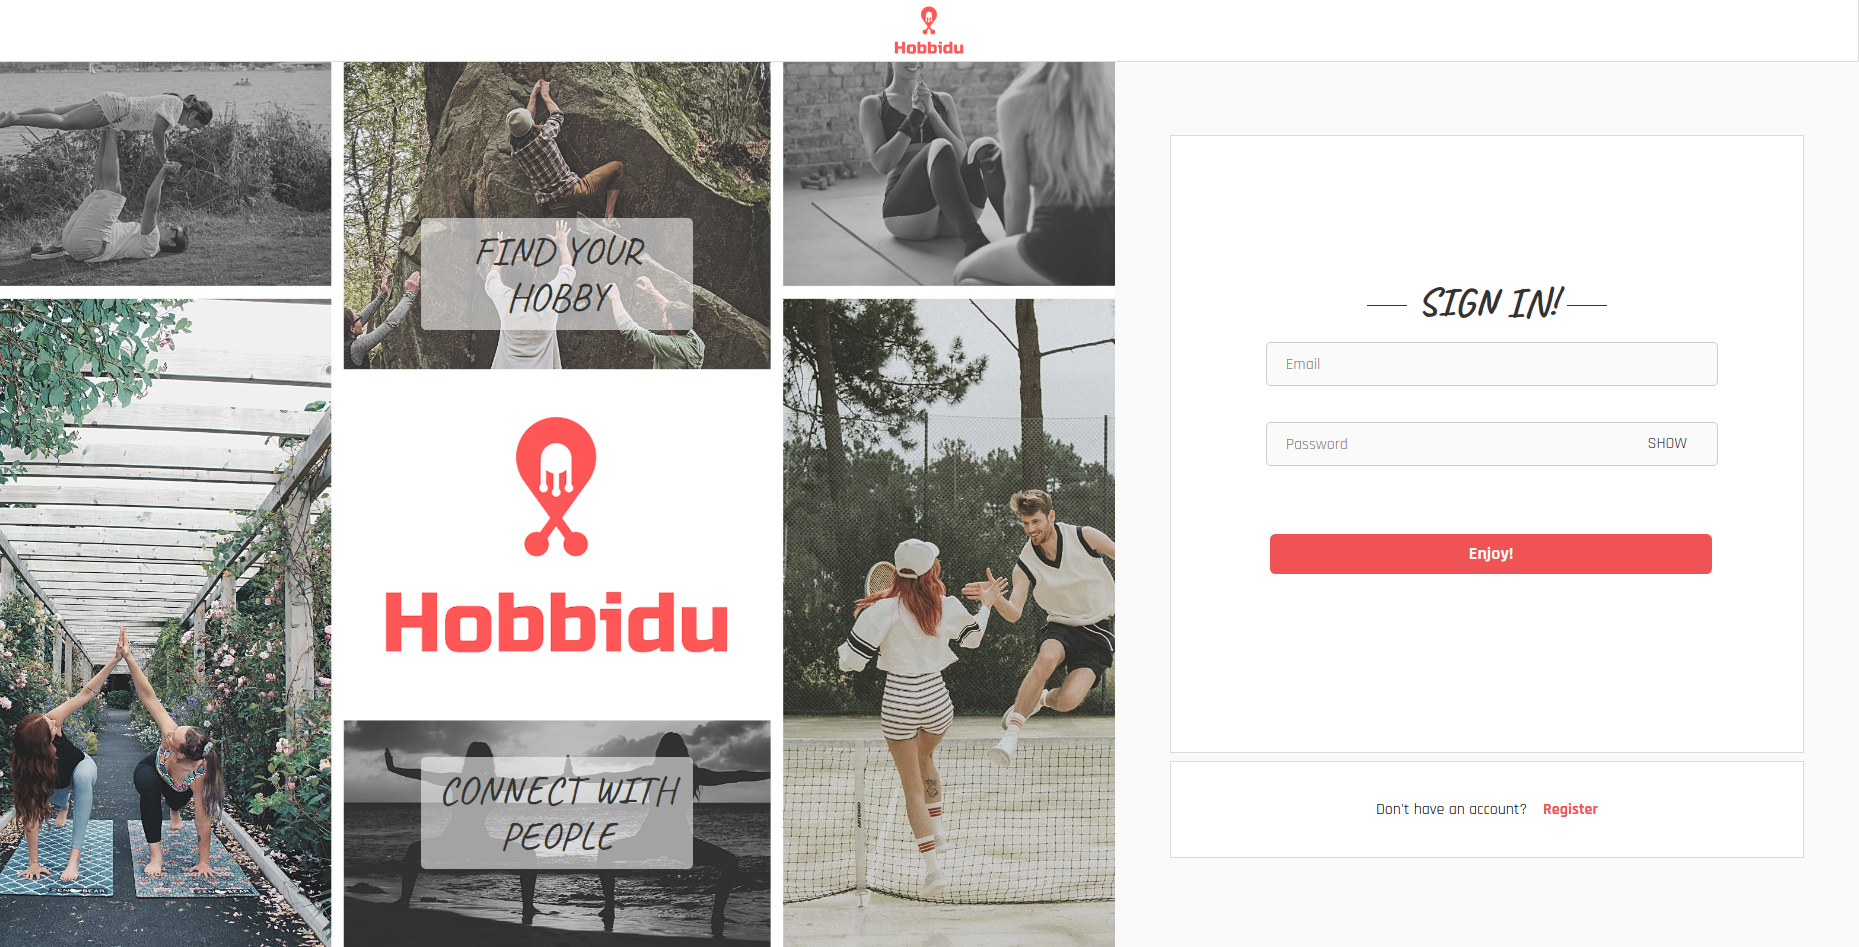 Hobbidu
FIND YOUR
HOBBY
Hobbidu
CONNECT WITH
PEOPLE
SIGN IN!
Email
Password SHOW
Enjoy!
Don't have an account? Register